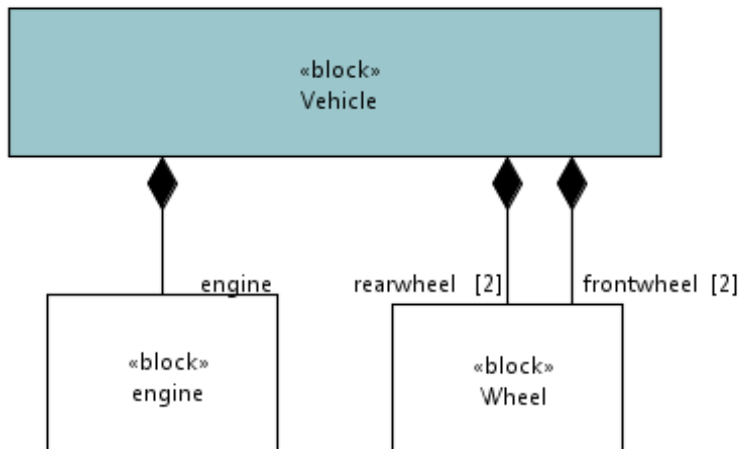 «block»
Vehicle
engine
rearwheel [2]
frontwheel [2]
«block»
engine
«block»
Wheel